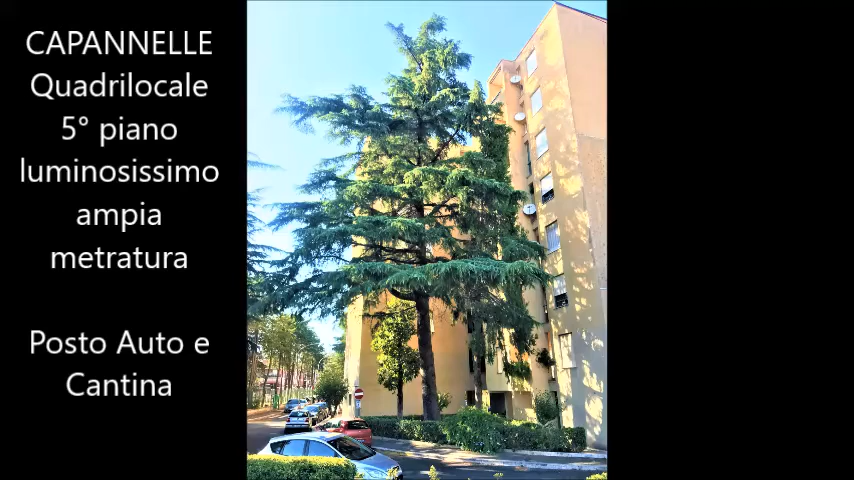 CAPANNELLE
Quadrilocale
5° piano
luminosissimo
ampia
metratura
Posto Auto e
Cantina